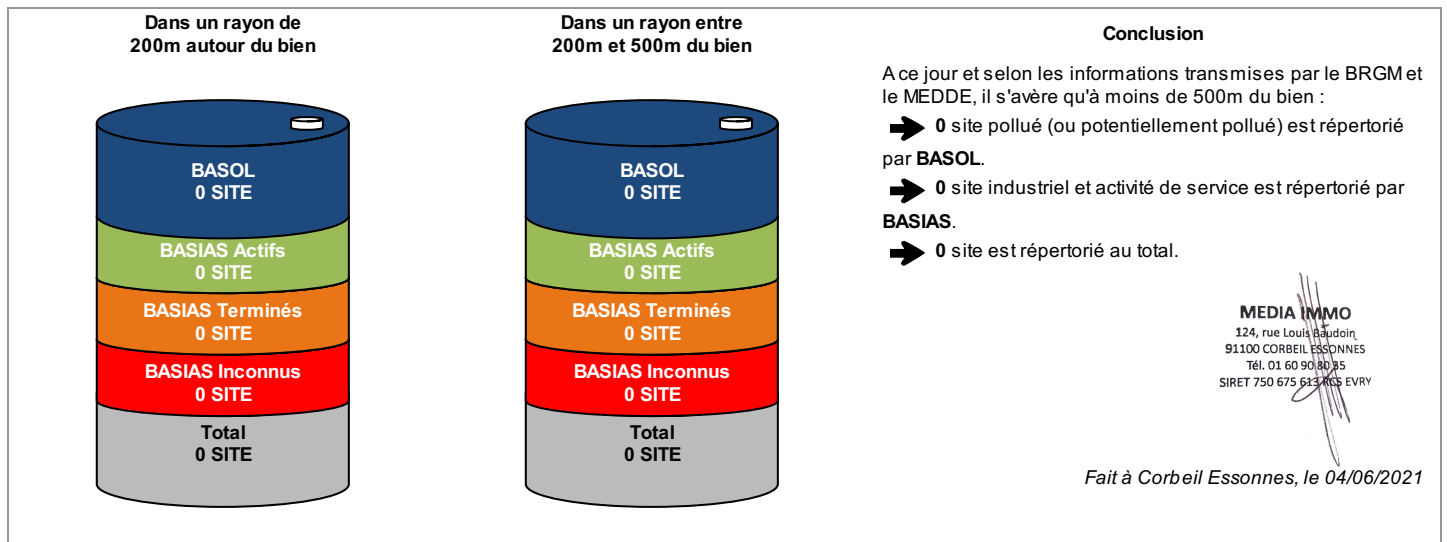 Dans un rayon de
200m autour du bien
BASOL
0 SITE
BASIAS Actifs
0 SITE
BASIAS Terminés
0 SITE
BASIAS Inconnus
0 SITE
Total
0 SITE
Dans un rayon entre
200m et 500m du bien
BASOL
0 SITE
BASIAS Actifs
0 SITE
BASIAS Terminés
0 SITE
BASIAS Inconnus
0 SITE
Total
0 SITE
Conclusion
A ce jour et selon les informations transmises par le BRGM et
le MEDDE, il s'avère qu'à moins de 500m du bien :
0 site pollué (ou potentiellement pollué) est répertorié
par BASOL.
0 site industriel et activité de service est répertorié par
BASIAS.
0 site est répertorié au total.
MEDIA IMMO
124, rue Louis Baudoin
91100 CORBEIL ESSONNES
Tél. 01 60 90 80 85
SIRET 750 675 613 RCS EVRY
Fait à Corbeil Essonnes, le 04/06/2021